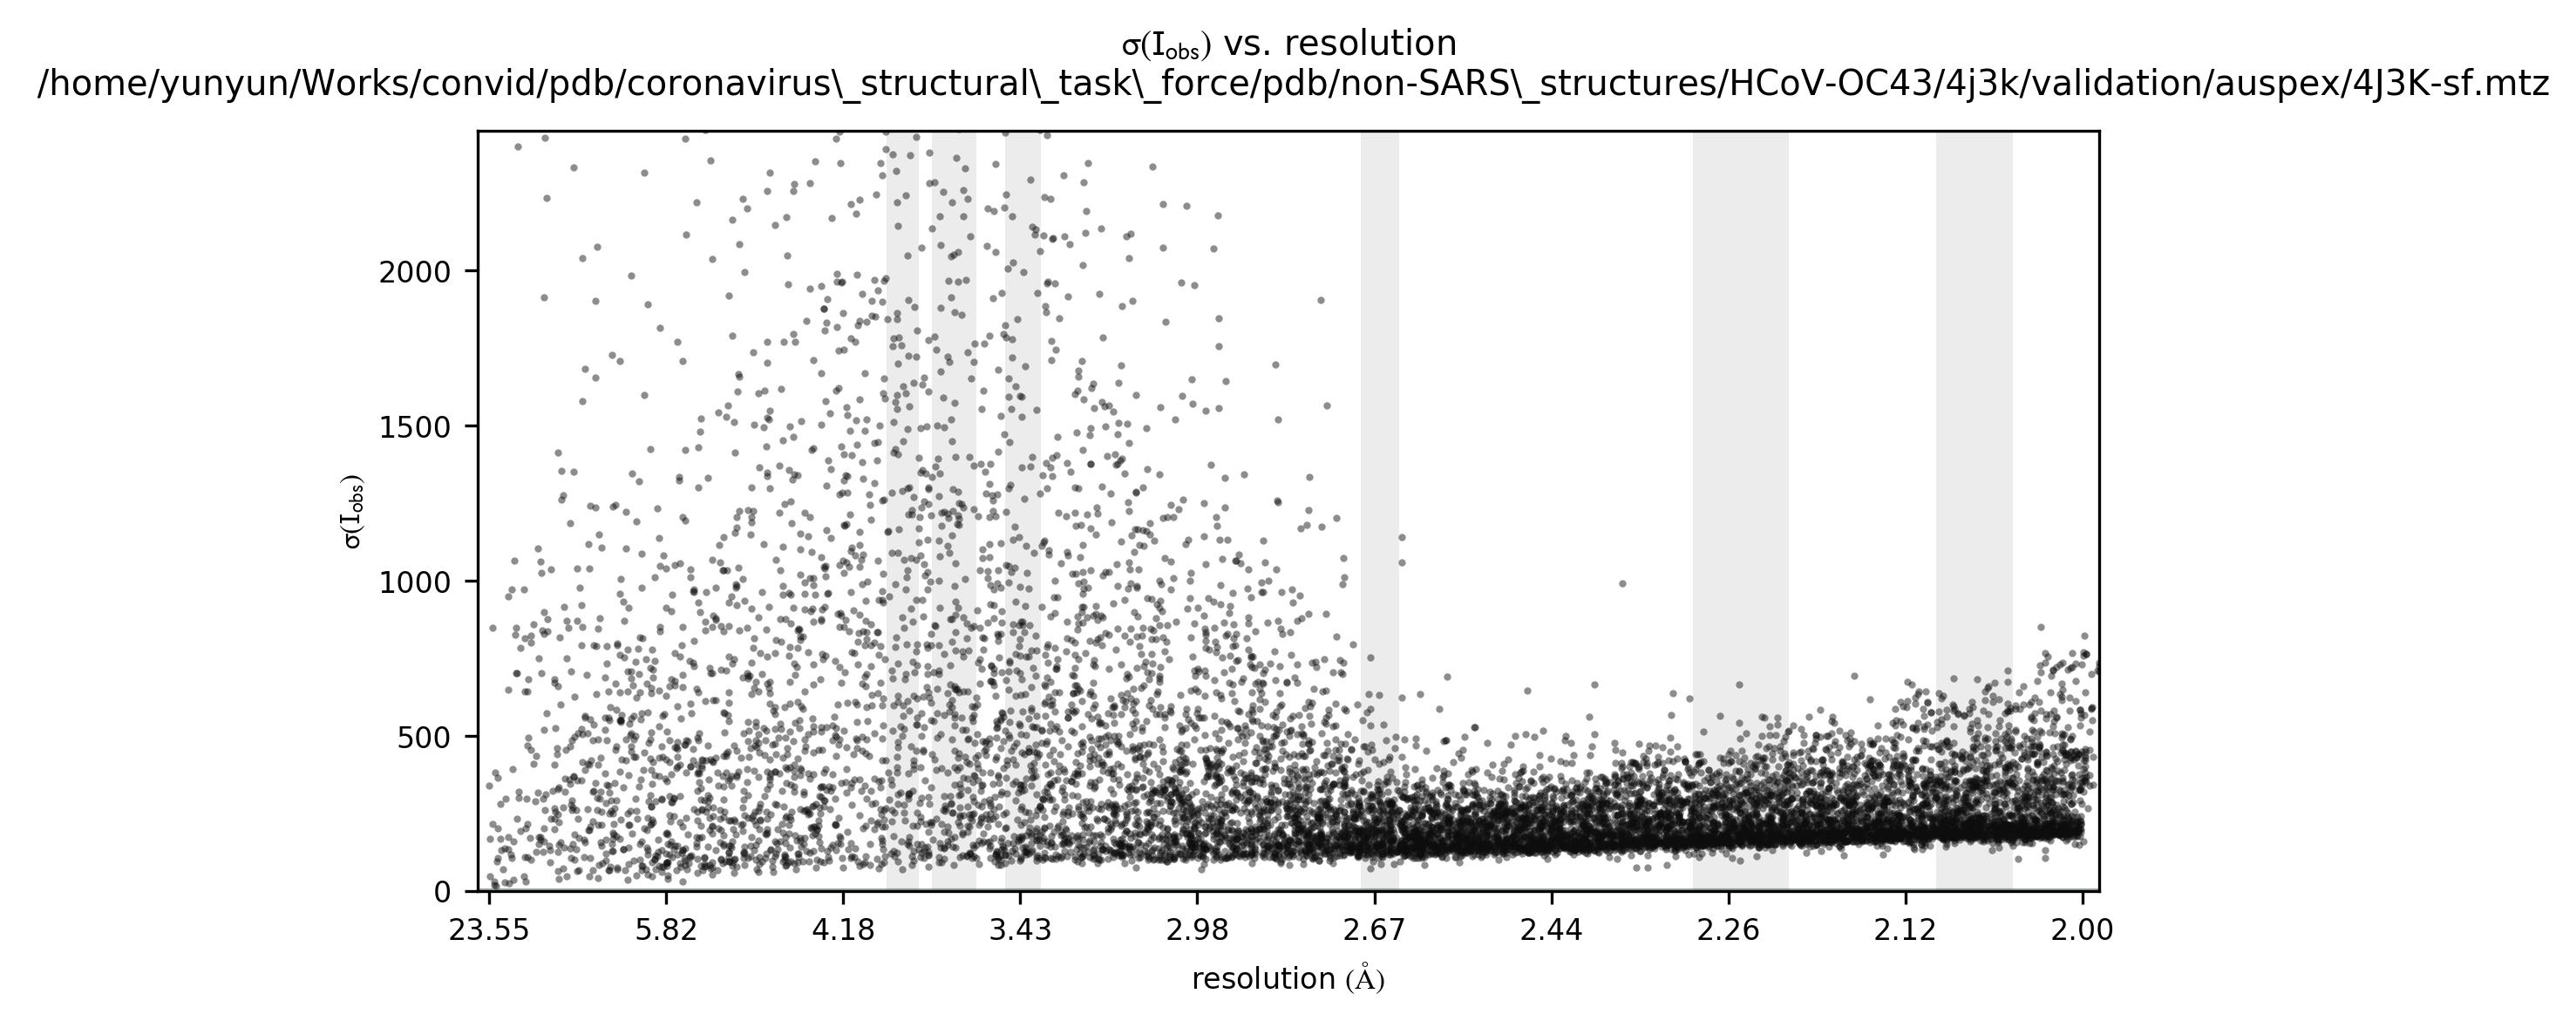 σ(I_obs) vs. resolution
/home/yunyun/Works/convid/pdb/coronavirus\_structural\_task\_force/pdb/non-SARS\_structures/HCoV-OC43/4j3k/validation/auspex/4J3K-sf.mtz
σ(I_obs)
2000
1500
1000
500
0
23.55 5.82 4.18 3.43 2.98 2.67 2.44 2.26 2.12 2.00
resolution (Å)